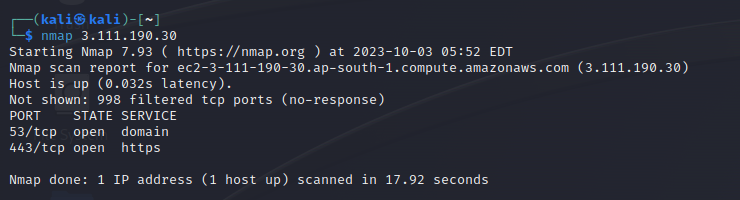 ┌──(kali㉿kali)-[~]
└─$ nmap 3.111.190.30
Starting Nmap 7.93 ( https://nmap.org ) at 2023-10-03 05:52 EDT
Nmap scan report for ec2-3-111-190-30.ap-south-1.compute.amazonaws.com (3.111.190.30)
Host is up (0.032s latency).
Not shown: 998 filtered tcp ports (no-response)
PORT    STATE SERVICE
53/tcp  open  domain
443/tcp open  https
Nmap done: 1 IP address (1 host up) scanned in 17.92 seconds